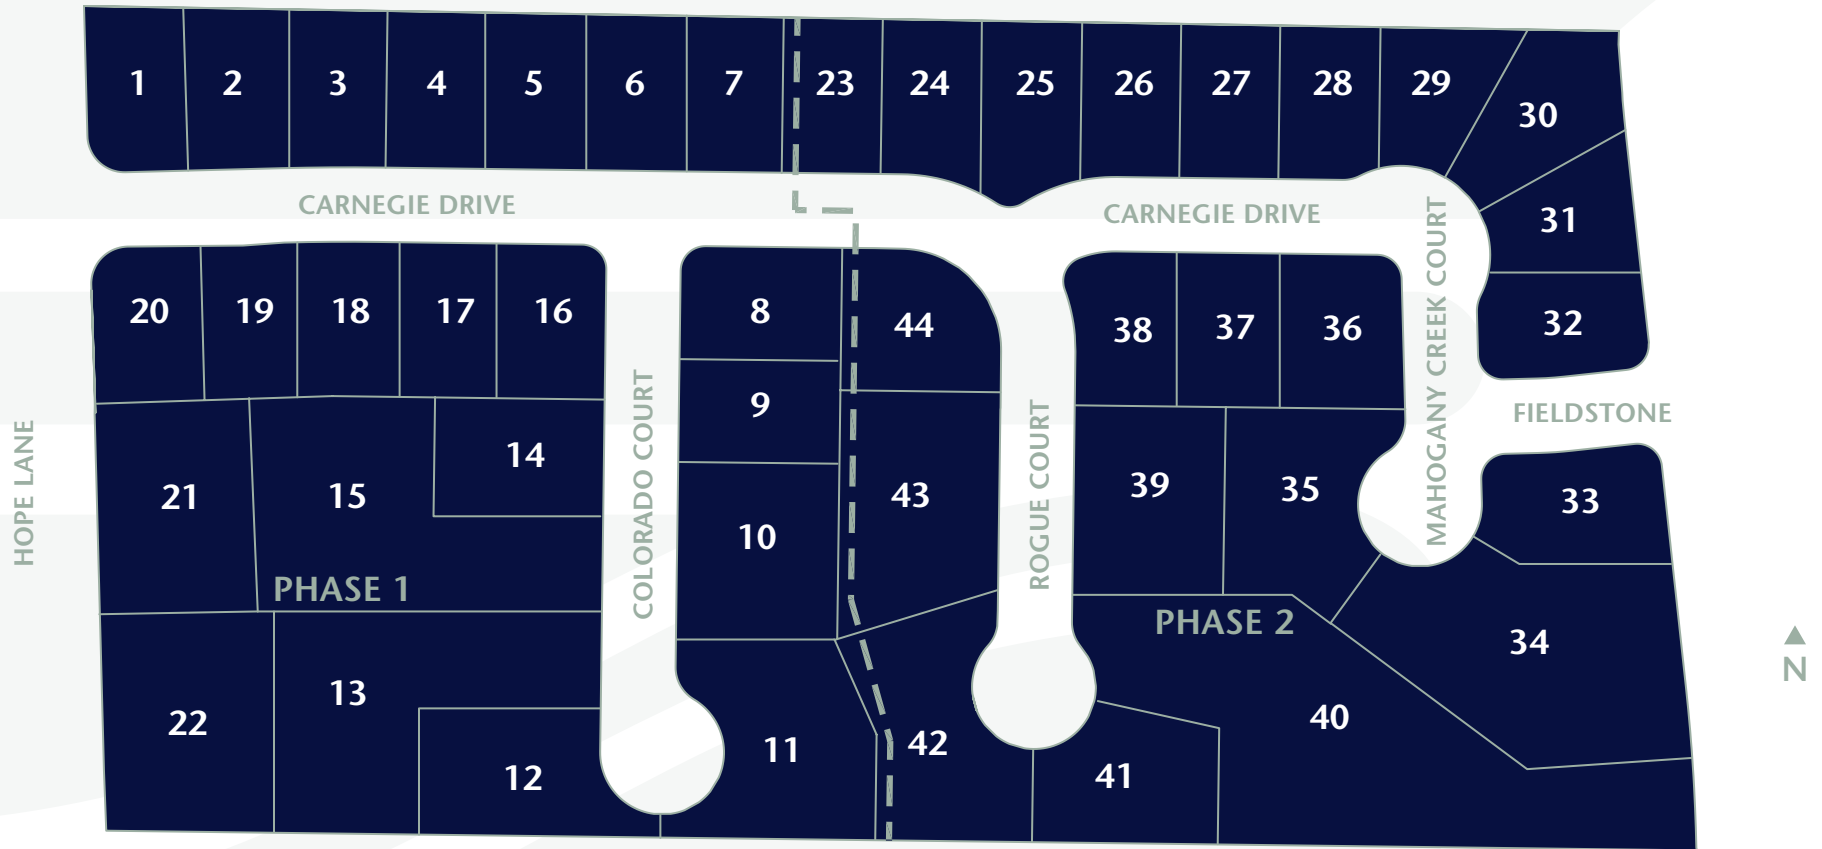 1 2 3 4 5 6 7 23 24 25 26 27 28 29
30
CARNEGIE DRIVE
CARNEGIE DRIVE
31
20 19 18 17 16
8
44
38 37 36
32
MAHOGANY CREEK COURT
FIELDSTONE
HOPE LANE
21
15
14
COLORADO COURT
9
10
43
ROGUE COURT
39
35
33
PHASE 1
PHASE 2
34
N
22
13
12
11
42
41
40